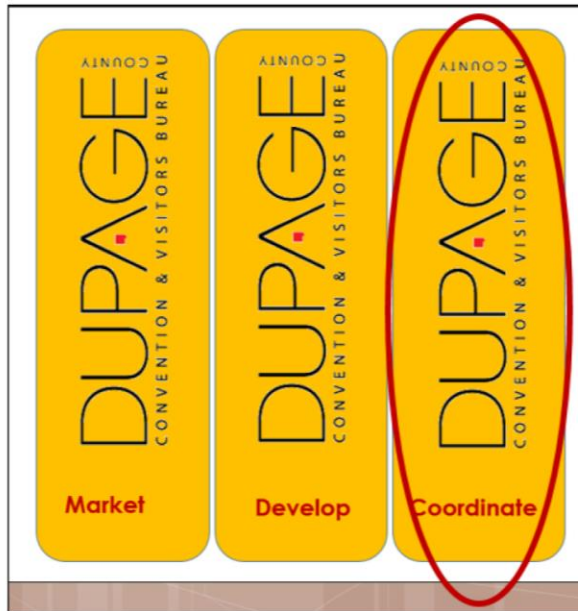 DUPAGE
COUNTY
CONVENTION & VISITORS BUREAU
Market
DUPAGE
COUNTY
CONVENTION & VISITORS BUREAU
Develop
DUPAGE
COUNTY
CONVENTION & VISITORS BUREAU
Coordinate